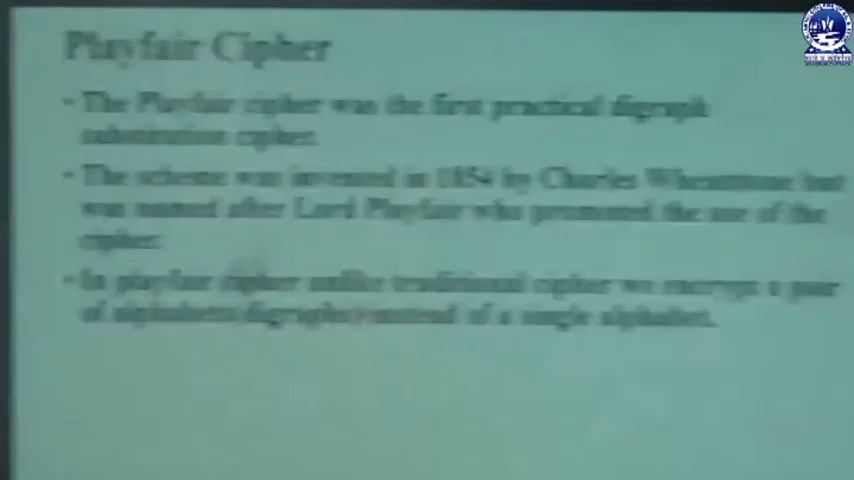 Playfair Cipher
• The Playfair cipher was the first practical digraph
substitution cipher.
• The scheme was invented in 1854 by Charles Wheatstone but
was named after Lord Playfair who promoted the use of the
cipher.
• In playfair cipher unlike traditional cipher we encrypt a pair
of alphabets(digraphs) instead of a single alphabet.